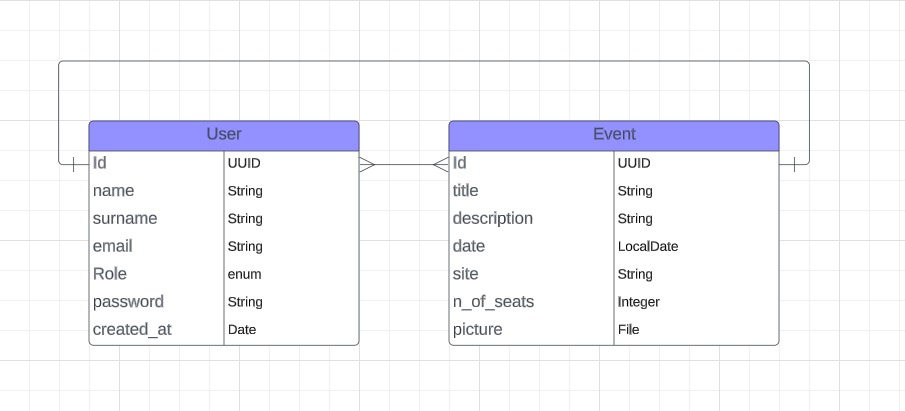 User
Id UUID
name String
surname String
email String
Role enum
password String
created_at Date
Event
Id UUID
title String
description String
date LocalDate
site String
n_of_seats Integer
picture File